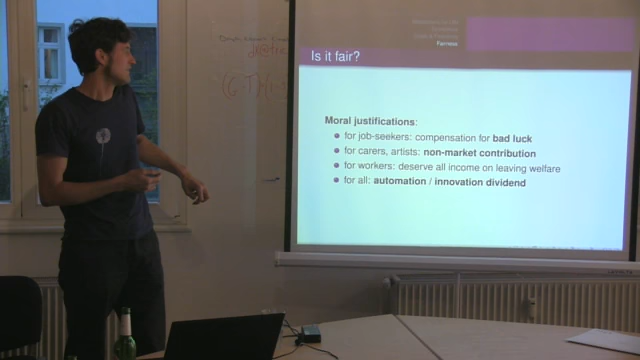 Fairness
Is it fair?
Moral justifications:
for job-seekers: compensation for bad luck
for carers, artists: non-market contribution
for workers: deserve all income on leaving welfare
for all: automation / innovation dividend